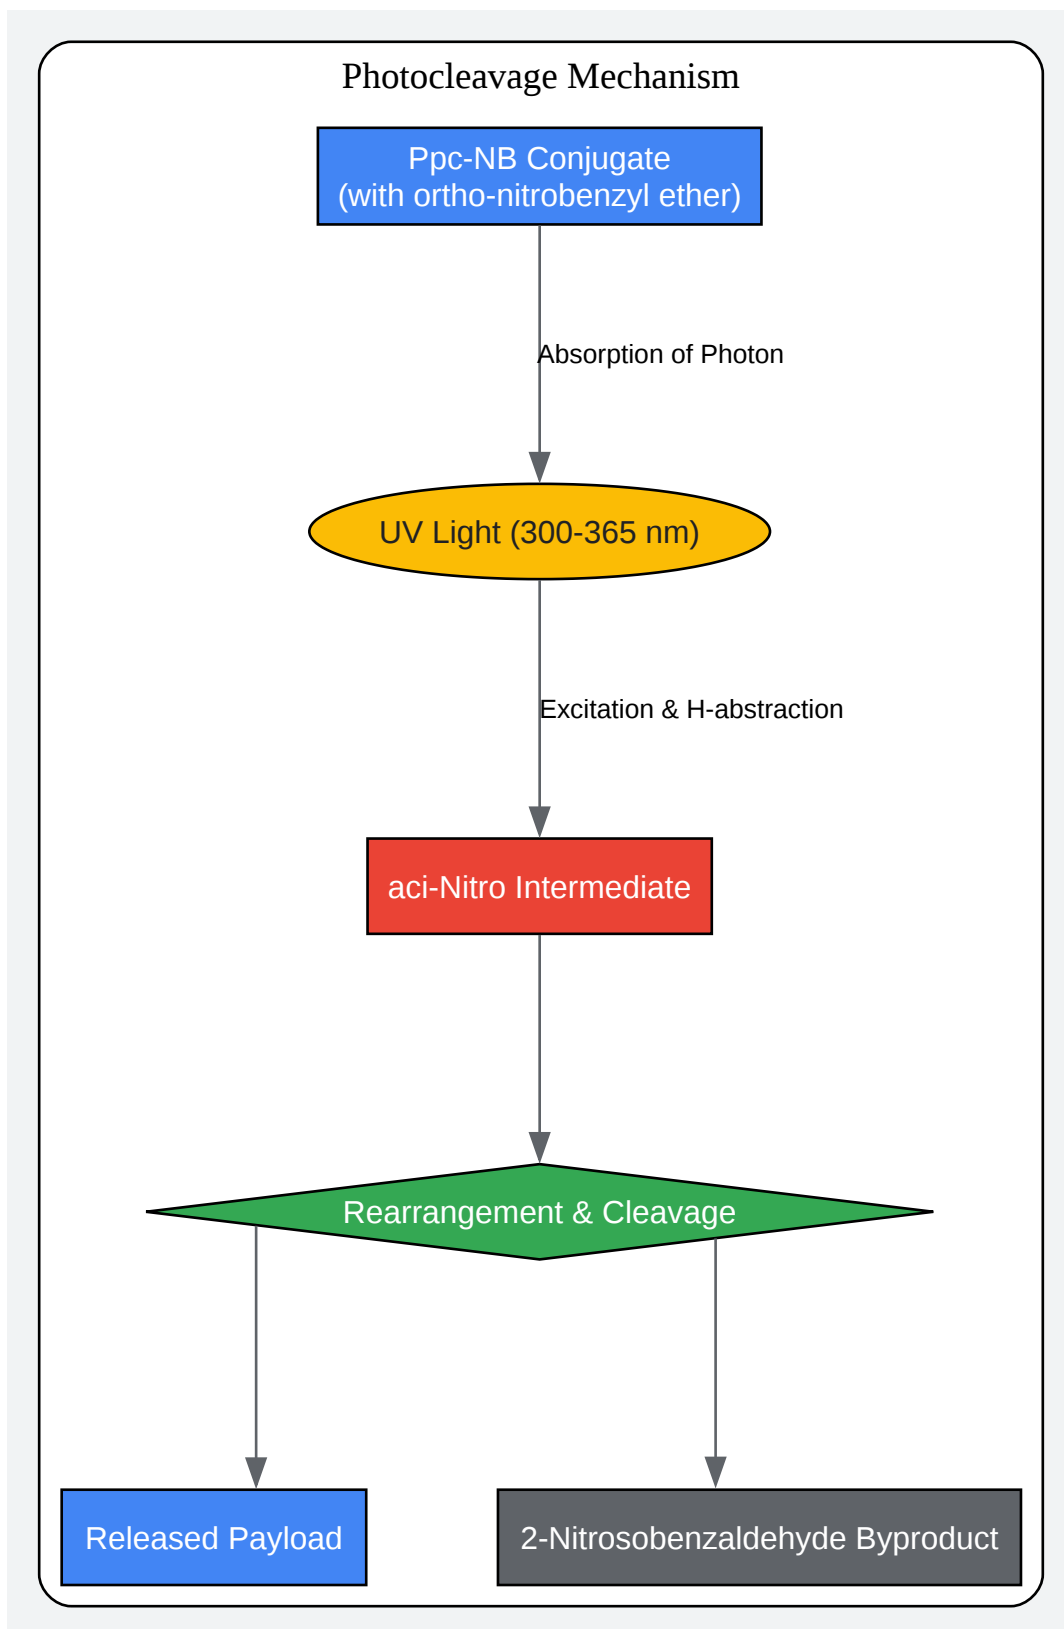 Photocleavage Mechanism
Ppc-NB Conjugate
(with ortho-nitrobenzyl ether)
Absorption of Photon
UV Light (300-365 nm)
Excitation & H-abstraction
aci-Nitro Intermediate
Rearrangement & Cleavage
Released Payload
2-Nitrosobenzaldehyde Byproduct